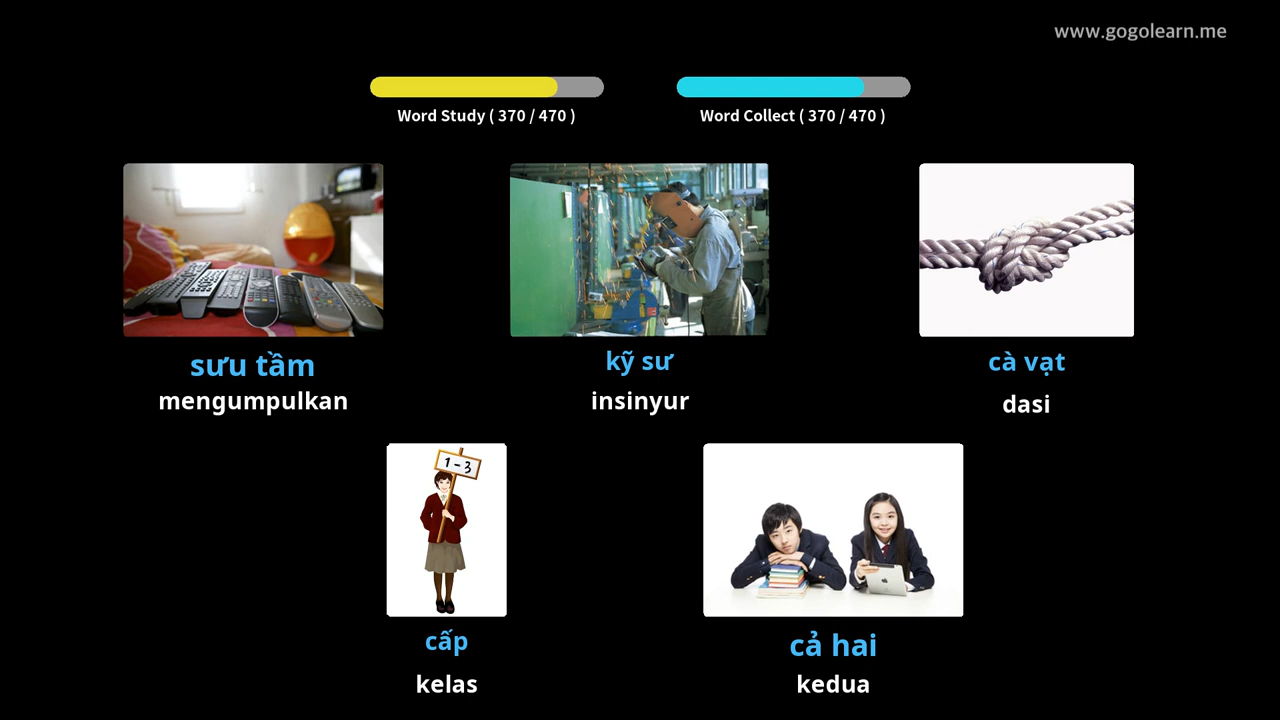 www.gogolearn.me
Word Study ( 370 / 470 )
Word Collect ( 370 / 470 )
sưu tầm
mengumpulkan
kỹ sư
insinyur
cà vạt
dasi
1 - 3
cấp
kelas
cả hai
kedua